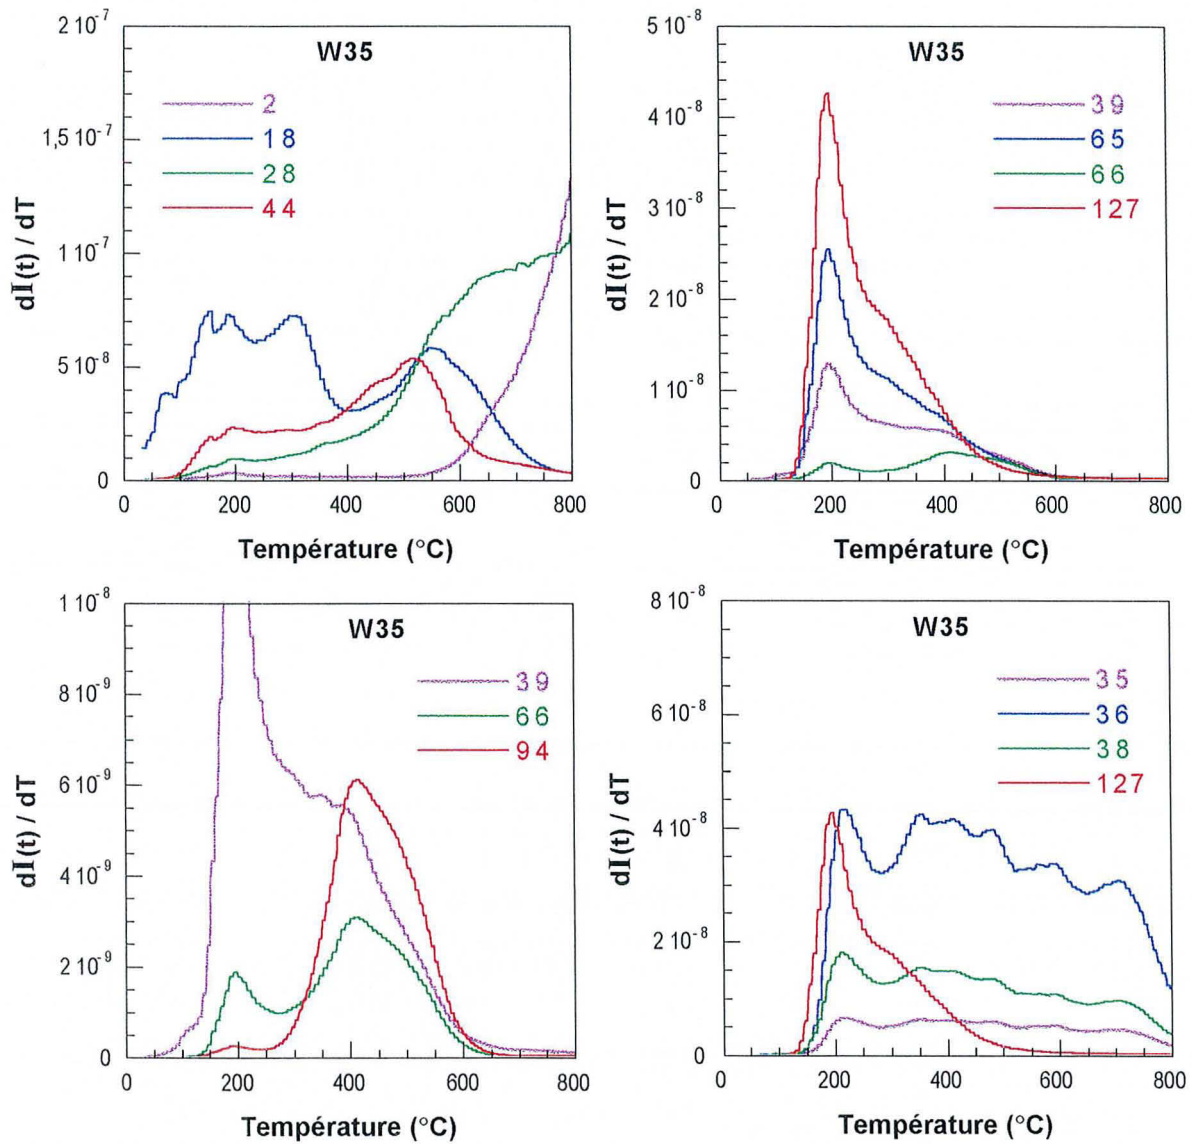 2 10⁻⁷
1,5 10⁻⁷
1 10⁻⁷
5 10⁻⁸
0
dI(t) / dT
W35
2
18
28
44
0 200 400 600 800
Température (°C)
5 10⁻⁸
4 10⁻⁸
3 10⁻⁸
2 10⁻⁸
1 10⁻⁸
0
dI(t) / dT
W35
39
65
66
127
0 200 400 600 800
Température (°C)
1 10⁻⁸
8 10⁻⁹
6 10⁻⁹
4 10⁻⁹
2 10⁻⁹
0
dI(t) / dT
W35
39
66
94
0 200 400 600 800
Température (°C)
8 10⁻⁸
6 10⁻⁸
4 10⁻⁸
2 10⁻⁸
0
dI(t) / dT
W35
35
36
38
127
0 200 400 600 800
Température (°C)